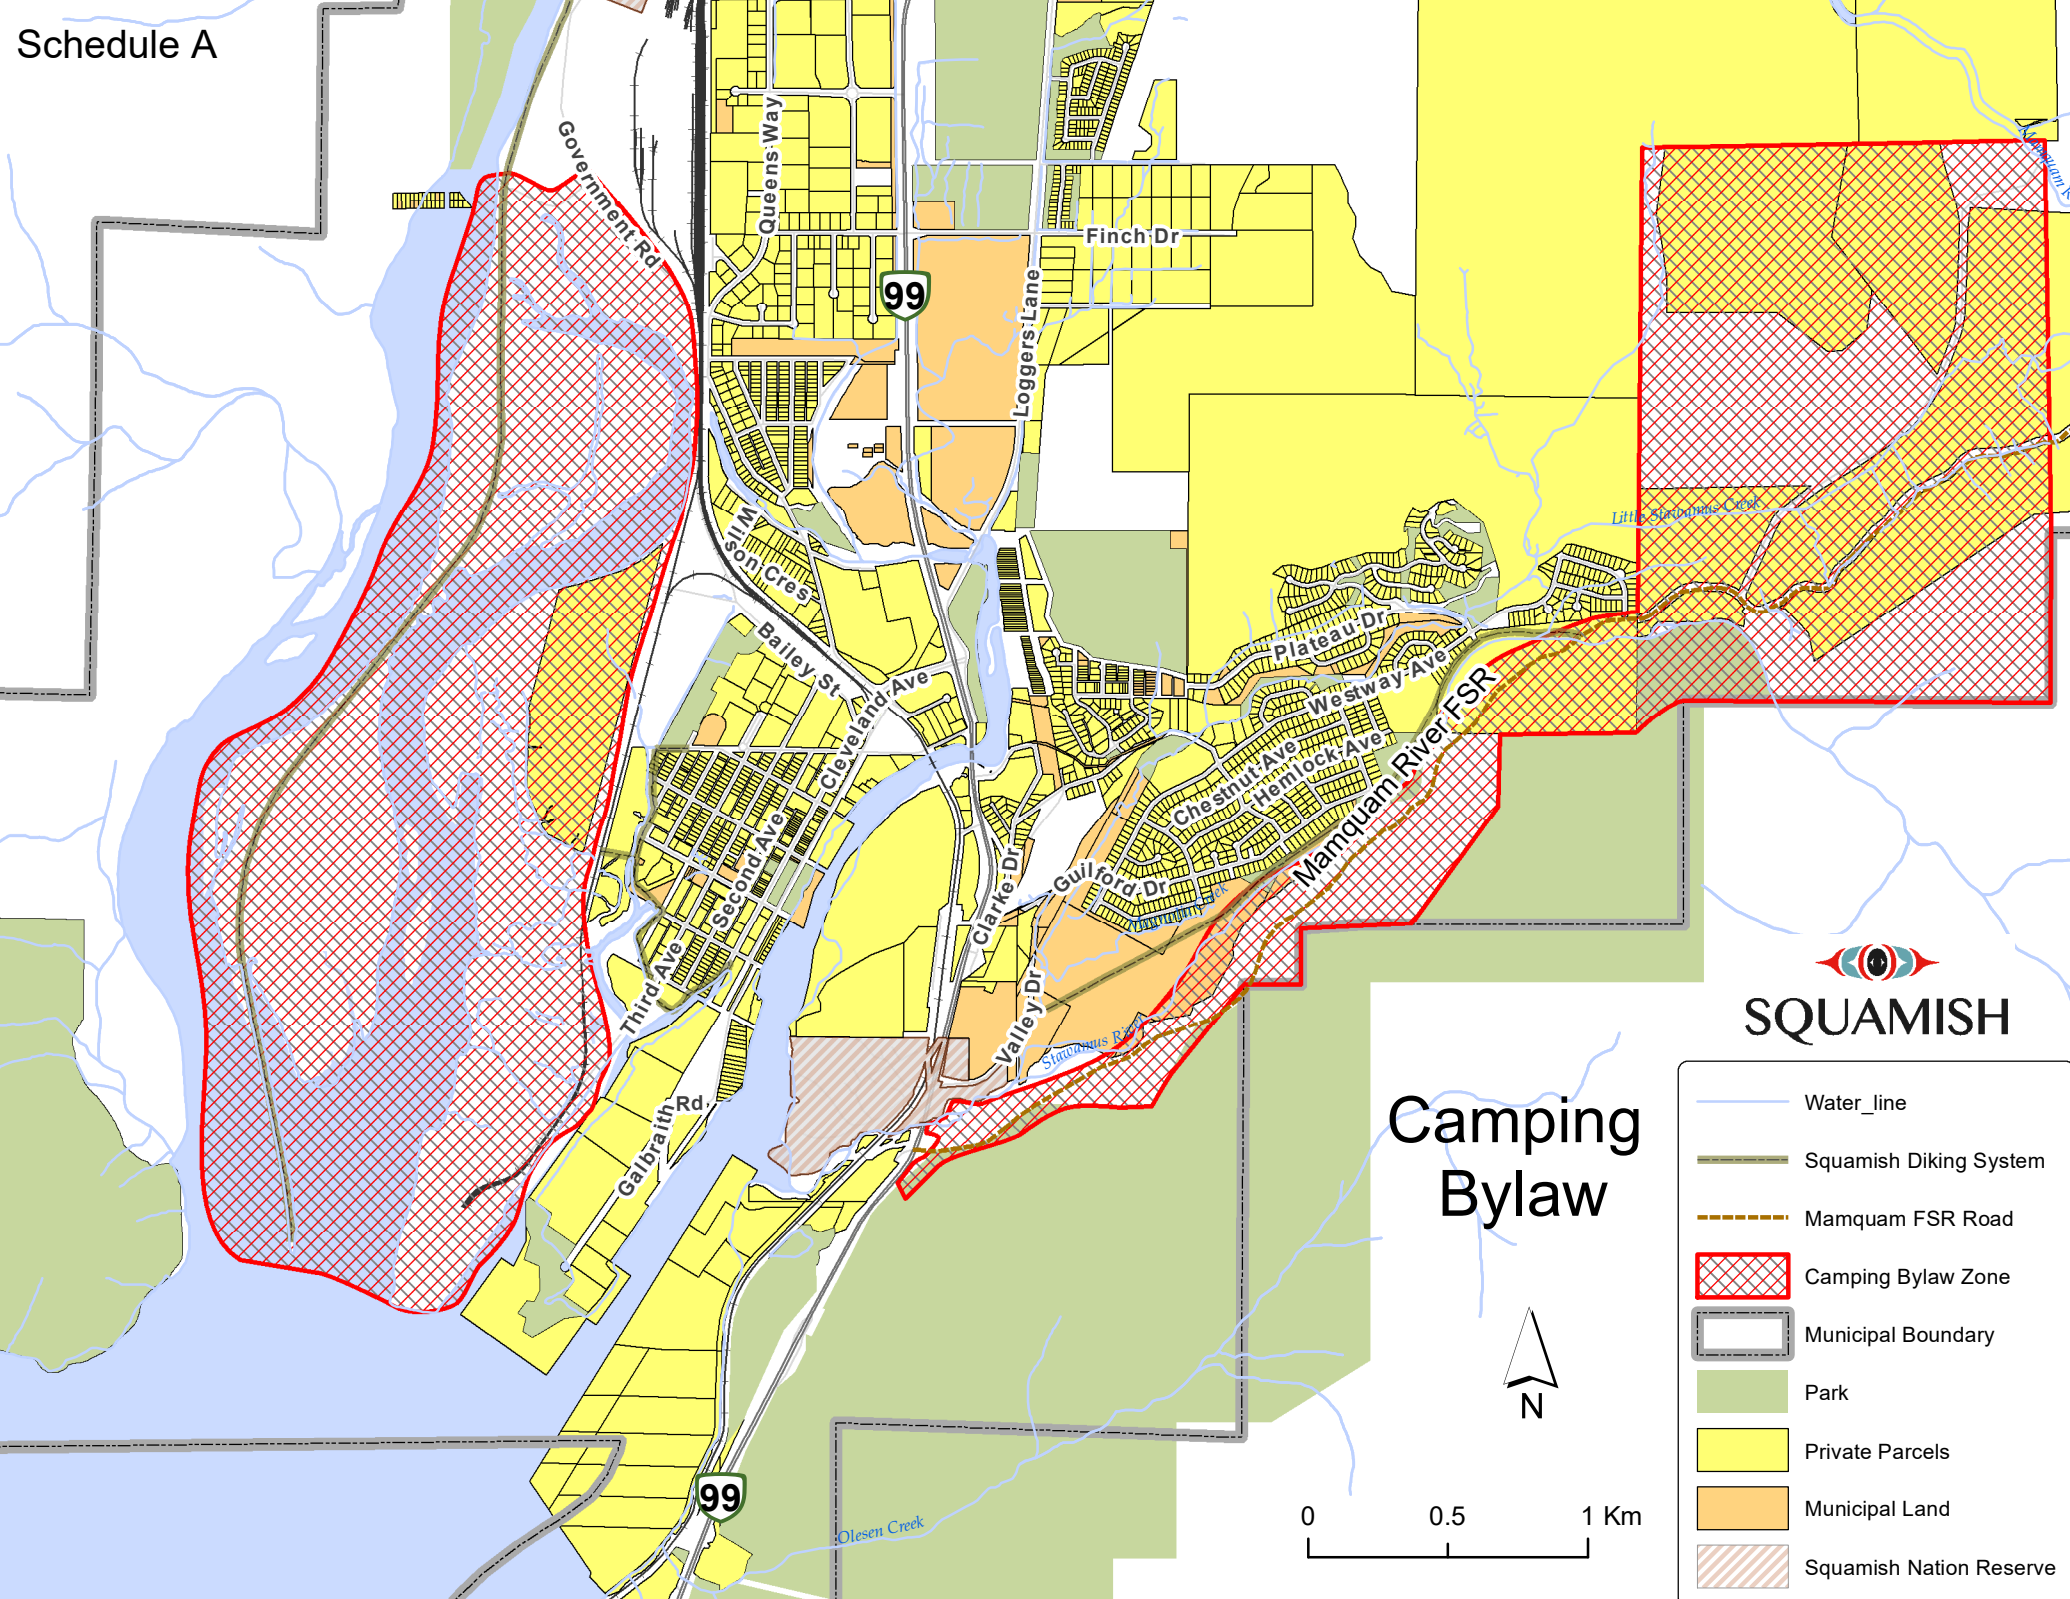 Schedule A
Government Rd
Queens Way
Finch Dr
99
Loggers Lane
Mamquam R
Little Stawamus Creek
Wilson Cres
Bailey St
Cleveland Ave
Plateau Dr
Westway Ave
Mamquam River FSR
Chestnut Ave
Hemlock Ave
Second Ave
Clarke Dr
Guilford Dr
Third Ave
Valley Dr
Stawamus River
Galbraith Rd
SQUAMISH
Camping
Bylaw
Water_line
Squamish Diking System
Mamquam FSR Road
Camping Bylaw Zone
Municipal Boundary
Park
Private Parcels
Municipal Land
Squamish Nation Reserve
N
0 0.5 1 Km
99
Olesen Creek